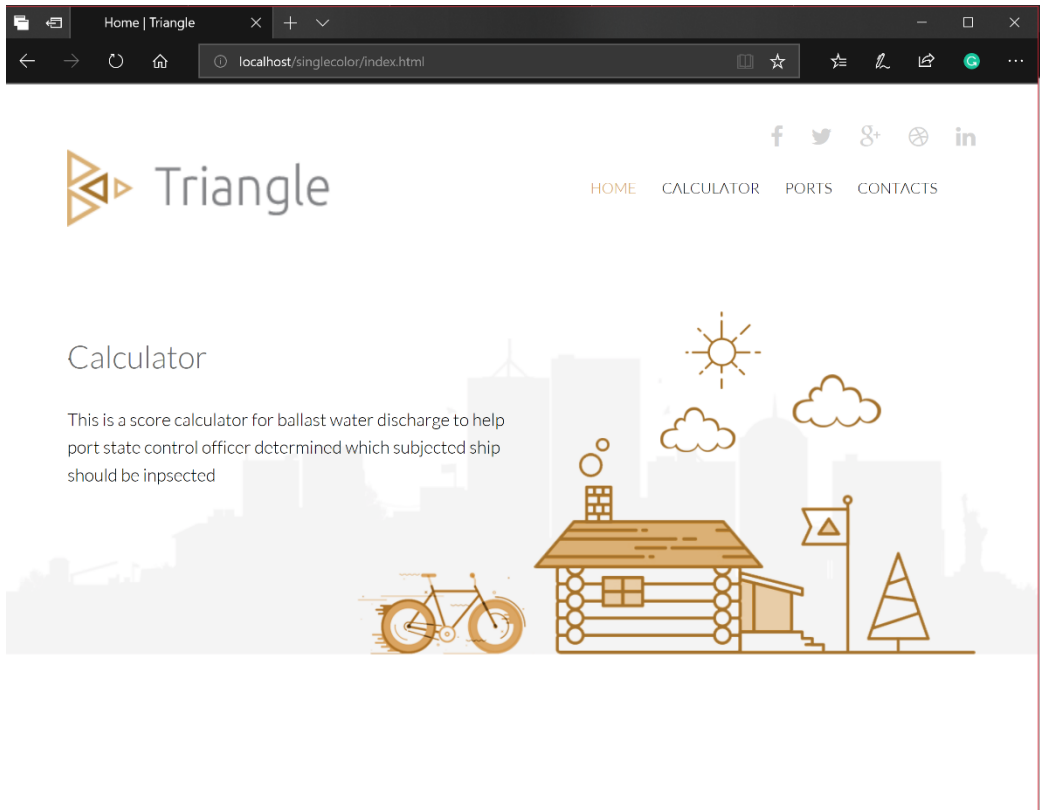 Home | Triangle
localhost/singlecolor/index.html
Triangle
HOME CALCULATOR PORTS CONTACTS
Calculator
This is a score calculator for ballast water discharge to help
port state control officer determined which subjected ship
should be inpsected